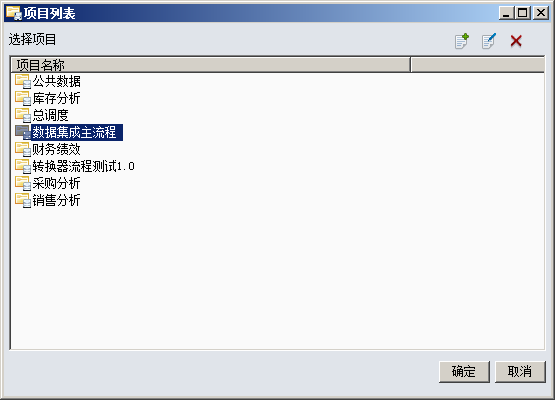 项目列表
选择项目
项目名称
公共数据
库存分析
总调度
数据集成主流程
财务绩效
转换器流程测试1.0
采购分析
销售分析
确定 取消